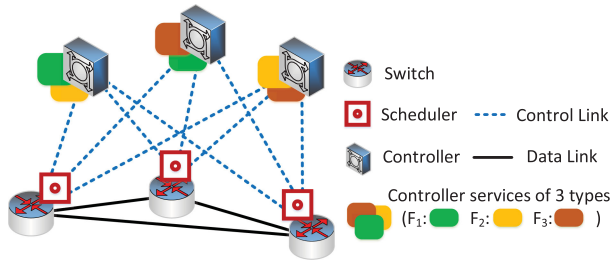 Switch
Scheduler
Control Link
Controller
Data Link
Controller services of 3 types
(F₁: F₂: F₃: )